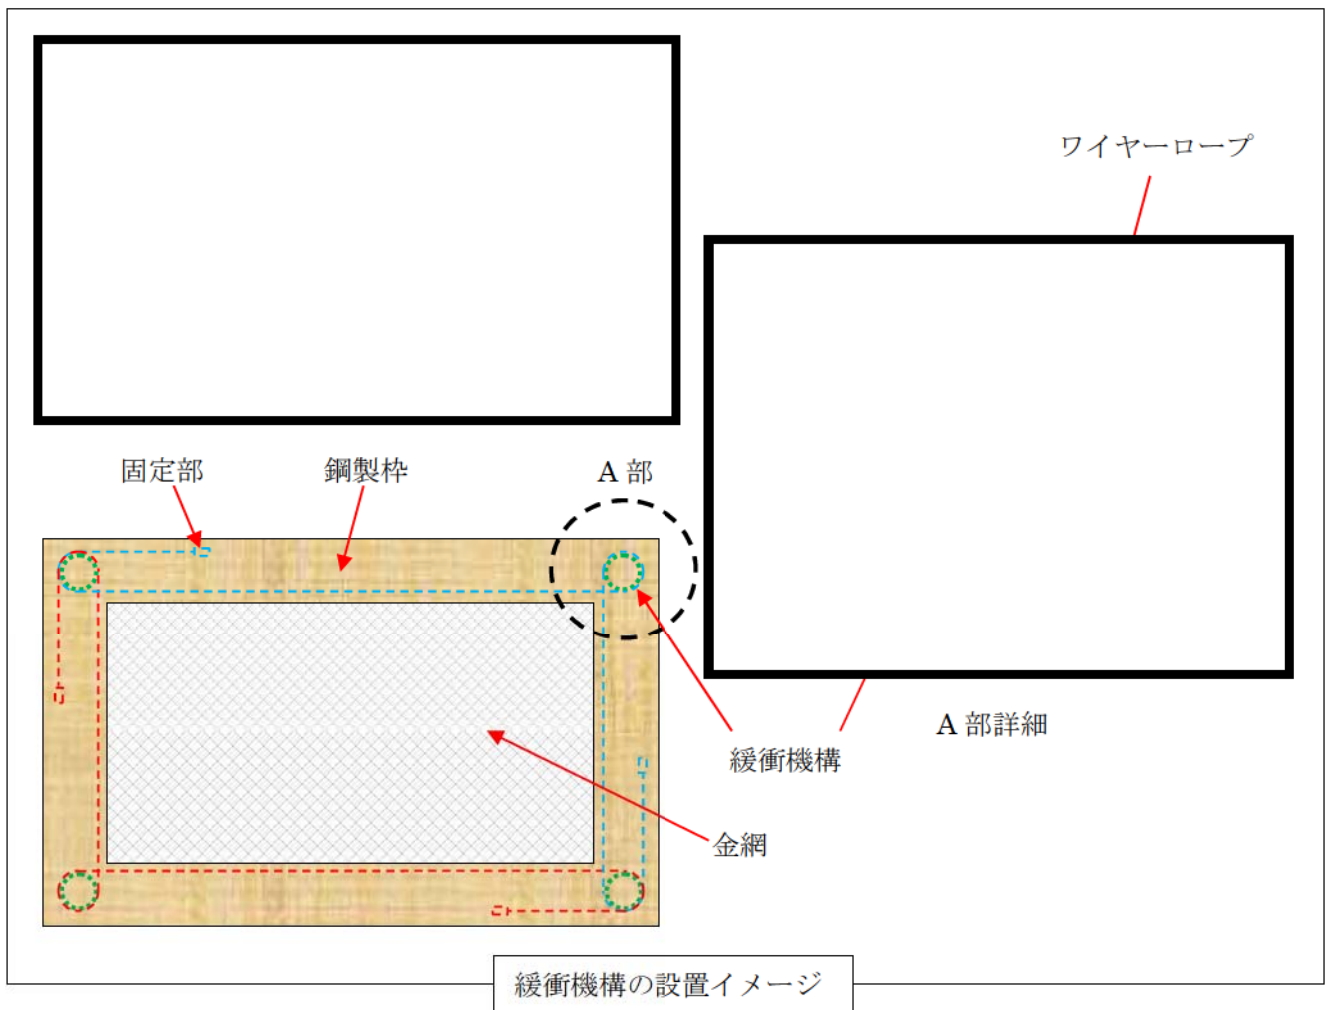 ワイヤーロープ
固定部
鋼製枠
A 部
A 部詳細
緩衝機構
金網
緩衝機構の設置イメージ